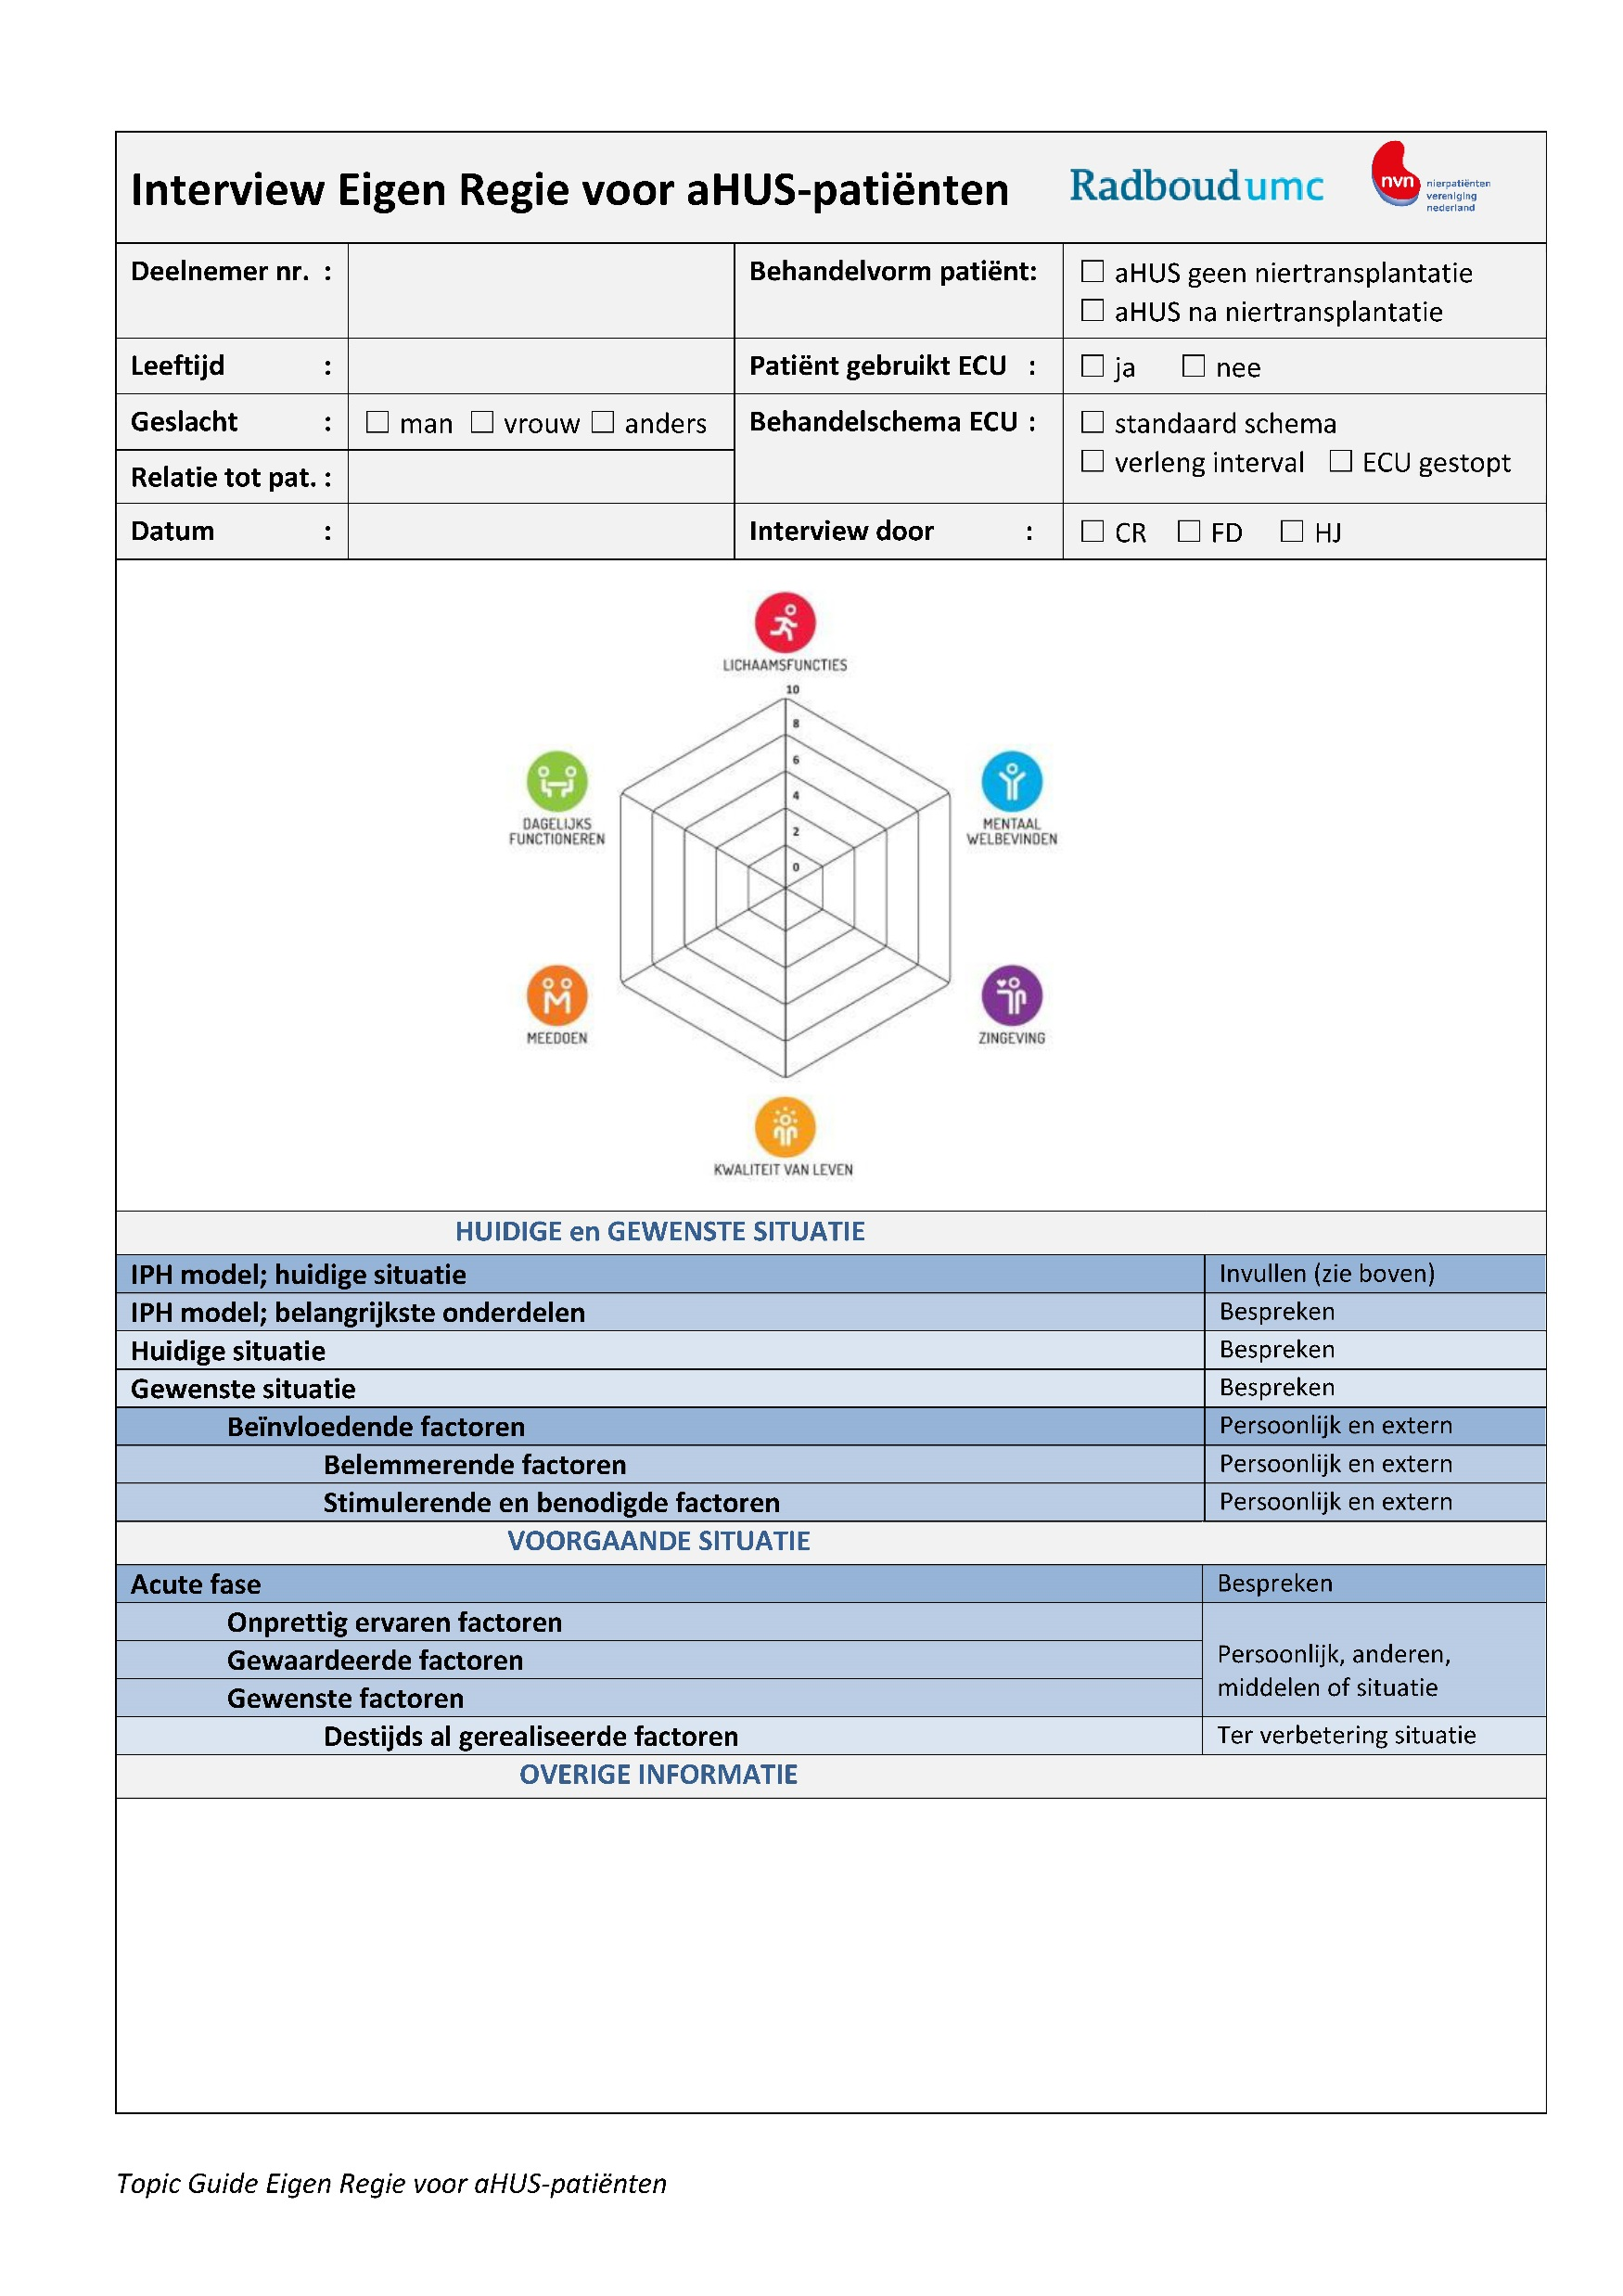 Interview Eigen Regie voor aHUS-patiënten
Radboudumc
nvn
nierpatiënten
vereniging
nederland
Deelnemer nr. :
Behandelvorm patiënt:
☐ aHUS geen niertransplantatie
☐ aHUS na niertransplantatie
Leeftijd :
Patiënt gebruikt ECU :
☐ ja ☐ nee
Geslacht :
☐ man ☐ vrouw ☐ anders
Behandelschema ECU :
☐ standaard schema
☐ verleng interval ☐ ECU gestopt
Relatie tot pat. :
Datum :
Interview door :
☐ CR ☐ FD ☐ HJ
LICHAAMSFUNCTIES
10
8
6
4
2
0
DAGELIJKS
FUNCTIONEREN
MENTAAL
WELBEVINDEN
MEEDOEN
ZINGEVING
KWALITEIT VAN LEVEN
HUIDIGE en GEWENSTE SITUATIE
IPH model; huidige situatie
Invullen (zie boven)
IPH model; belangrijkste onderdelen
Bespreken
Huidige situatie
Bespreken
Gewenste situatie
Bespreken
Beïnvloedende factoren
Persoonlijk en extern
Belemmerende factoren
Persoonlijk en extern
Stimulerende en benodigde factoren
Persoonlijk en extern
VOORGAANDE SITUATIE
Acute fase
Bespreken
Onprettig ervaren factoren
Gewaardeerde factoren
Gewenste factoren
Persoonlijk, anderen,
middelen of situatie
Destijds al gerealiseerde factoren
Ter verbetering situatie
OVERIGE INFORMATIE
Topic Guide Eigen Regie voor aHUS-patiënten